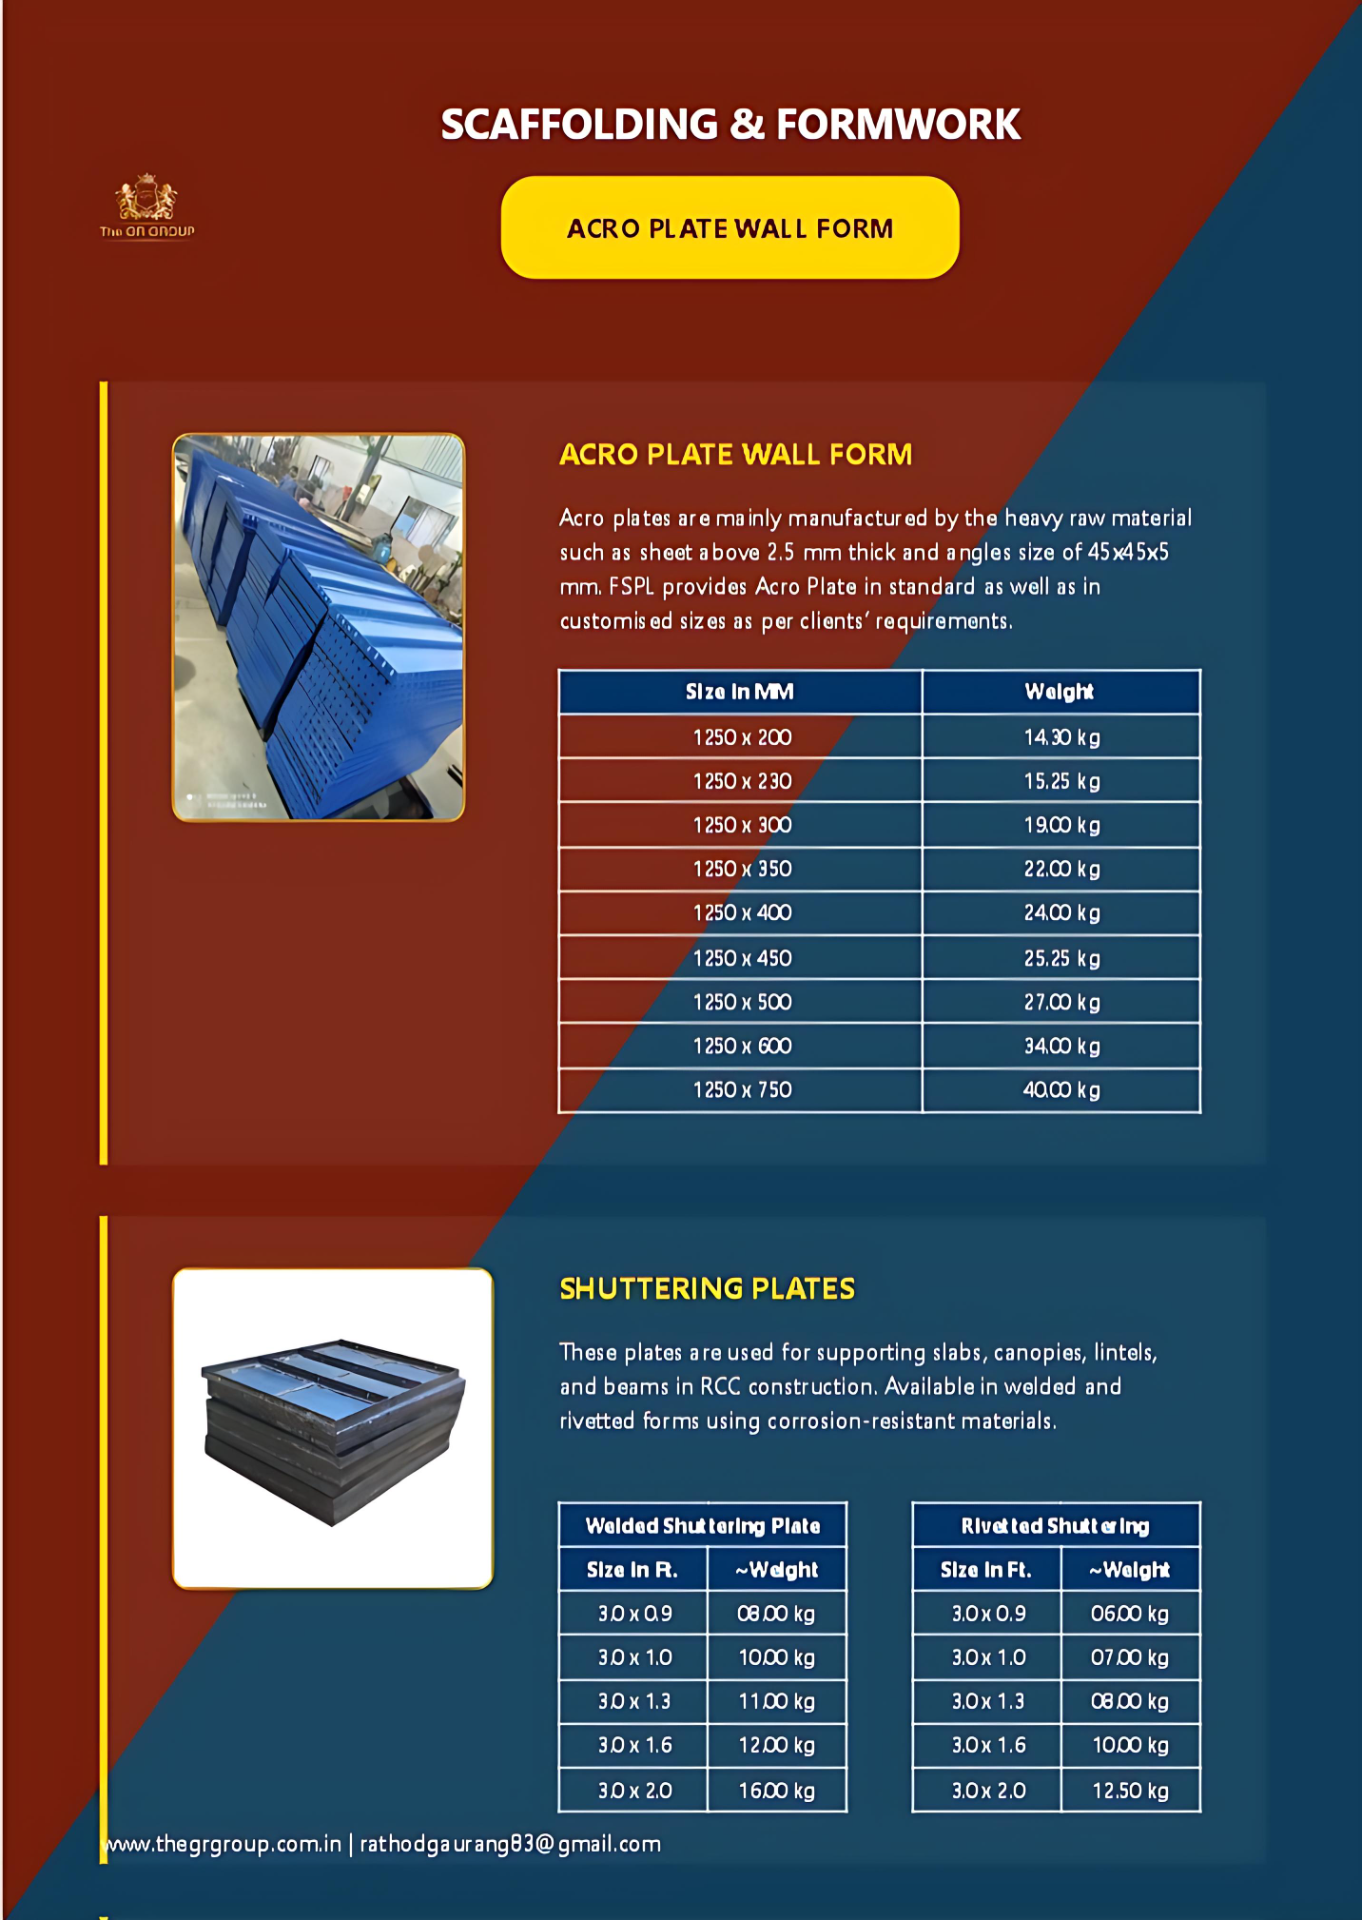 SCAFFOLDING & FORMWORK
The GR GROUP
ACRO PLATE WALL FORM
ACRO PLATE WALL FORM
Acro plates are mainly manufactured by the heavy raw material
such as sheet above 2.5 mm thick and angles size of 45x45x5
mm. FSPL provides Acro Plate in standard as well as in
customised sizes as per clients' requirements.
Size in MM Weight
1250 x 200 14.30 kg
1250 x 230 15.25 kg
1250 x 300 19.00 kg
1250 x 350 22.00 kg
1250 x 400 24.00 kg
1250 x 450 25.25 kg
1250 x 500 27.00 kg
1250 x 600 34.00 kg
1250 x 750 40.00 kg
SHUTTERING PLATES
These plates are used for supporting slabs, canopies, lintels,
and beams in RCC construction. Available in welded and
rivetted forms using corrosion-resistant materials.
Welded Shuttering Plate
Size in Ft. ~Weight
3.0 x 0.9 08.00 kg
3.0 x 1.0 10.00 kg
3.0 x 1.3 11.00 kg
3.0 x 1.6 12.00 kg
3.0 x 2.0 16.00 kg
Rivetted Shuttering
Size in Ft. ~Weight
3.0 x 0.9 06.00 kg
3.0 x 1.0 07.00 kg
3.0 x 1.3 08.00 kg
3.0 x 1.6 10.00 kg
3.0 x 2.0 12.50 kg
www.thegrgroup.com.in | rathodgaurang83@gmail.com